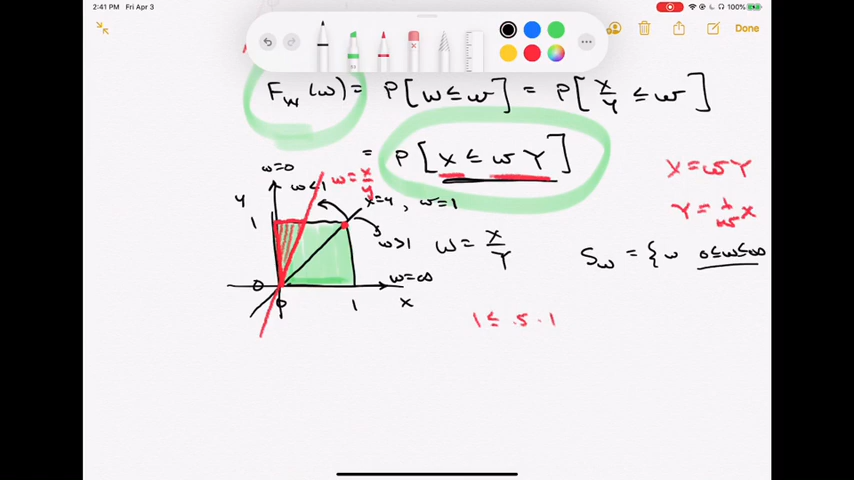 2:41 PM Fri Apr 3
100%
Done
F_W(w) = P[W ≤ w] = P[X/Y ≤ w]
= P[X ≤ wY]
X = wY
Y = 1/w x
w=0
w<1
w = x/y
x=y, w=1
Y
1
w>1
W = X/Y
S_W = {w 0≤w≤∞
w=∞
0
0
1
x
1 ≤ .5 · 1